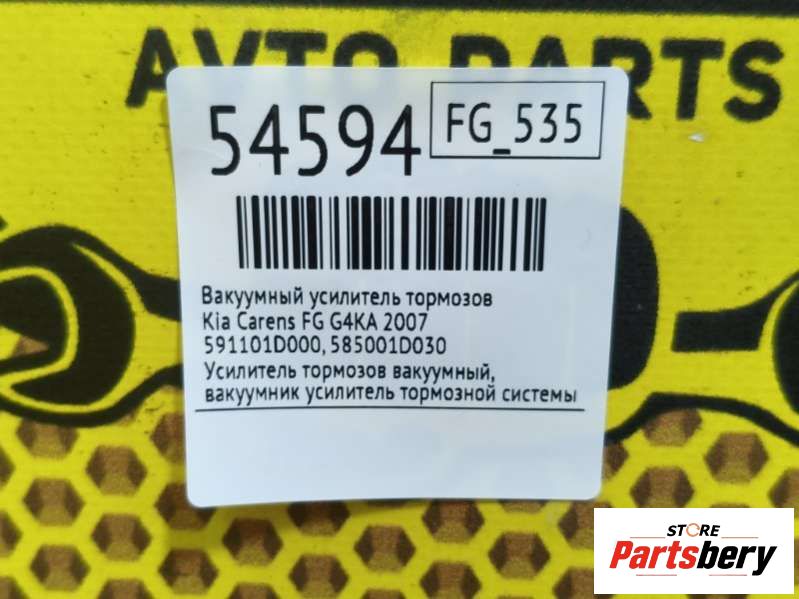 AVTO PARTS
54594
FG_535
Вакуумный усилитель тормозов
Kia Carens FG G4KA 2007
591101D000, 585001D030
Усилитель тормозов вакуумный,
вакуумник усилитель тормозной системы
STORE
Partsbery